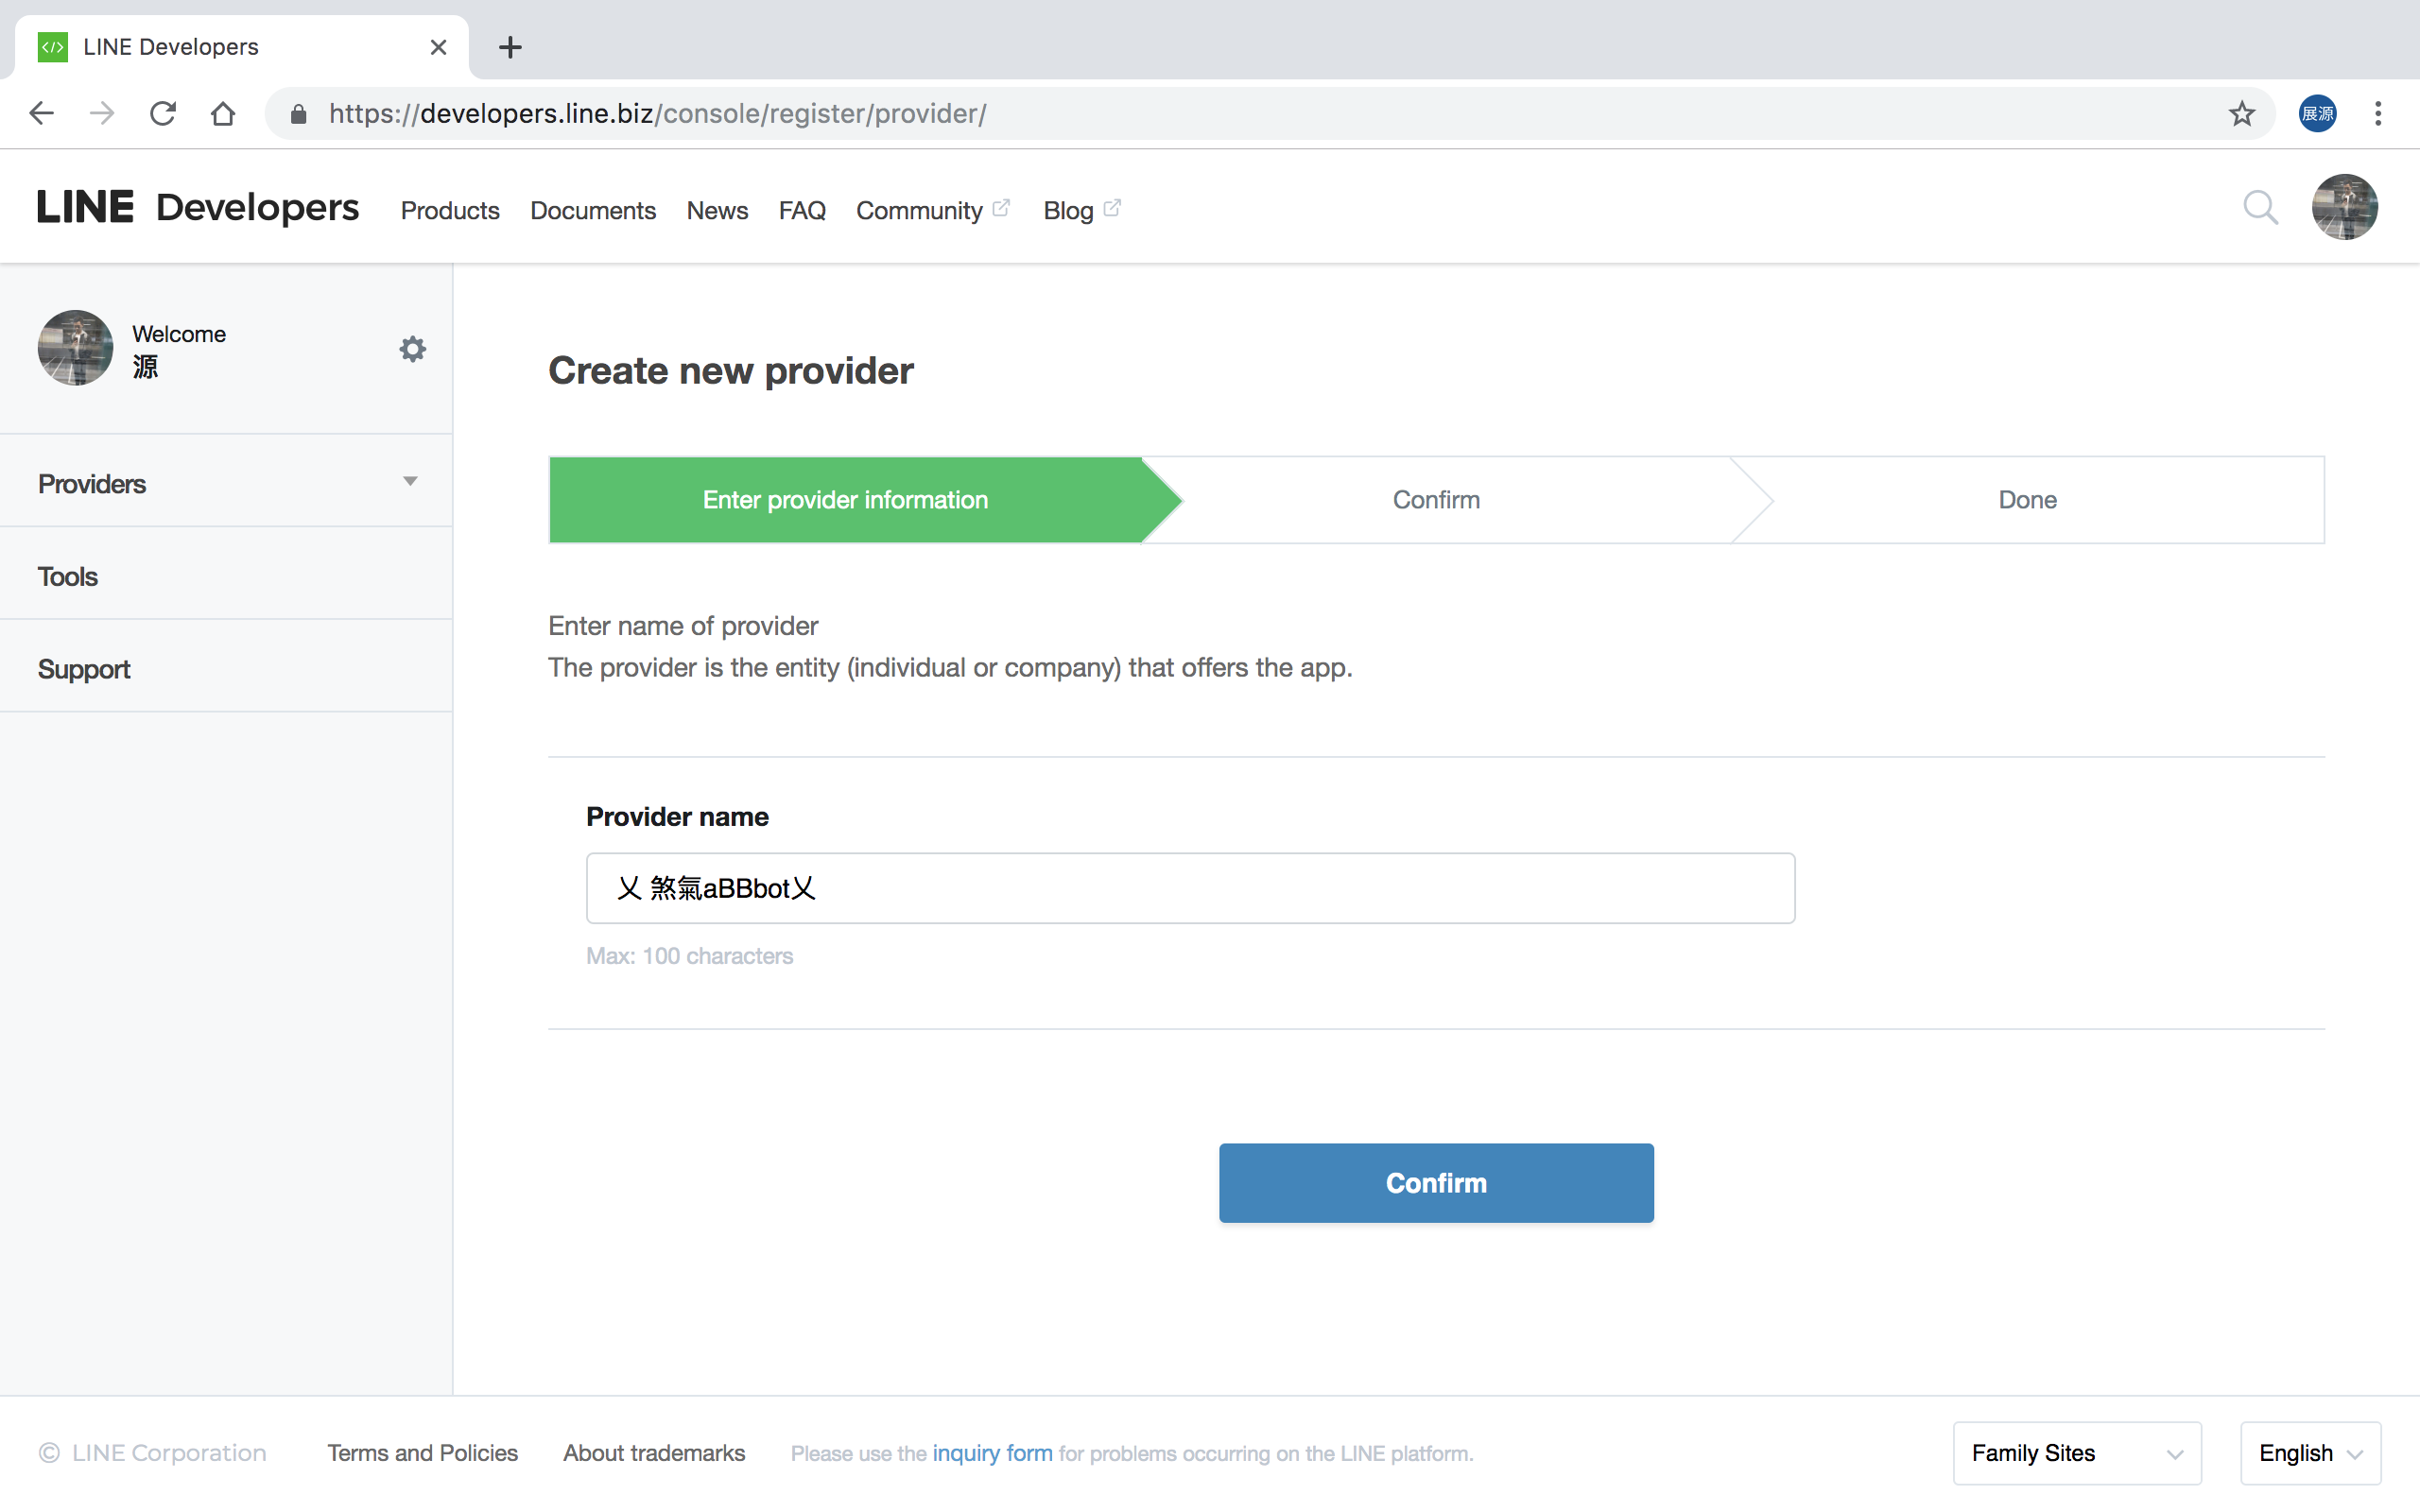 LINE Developers
https://developers.line.biz/console/register/provider/
展源
LINE Developers
Products Documents News FAQ Community Blog
Welcome
源
Providers
Tools
Support
Create new provider
Enter provider information
Confirm
Done
Enter name of provider
The provider is the entity (individual or company) that offers the app.
Provider name
乂 煞氣aBBbot乂
Max: 100 characters
Confirm
© LINE Corporation
Terms and Policies
About trademarks
Please use the inquiry form for problems occurring on the LINE platform.
Family Sites
English